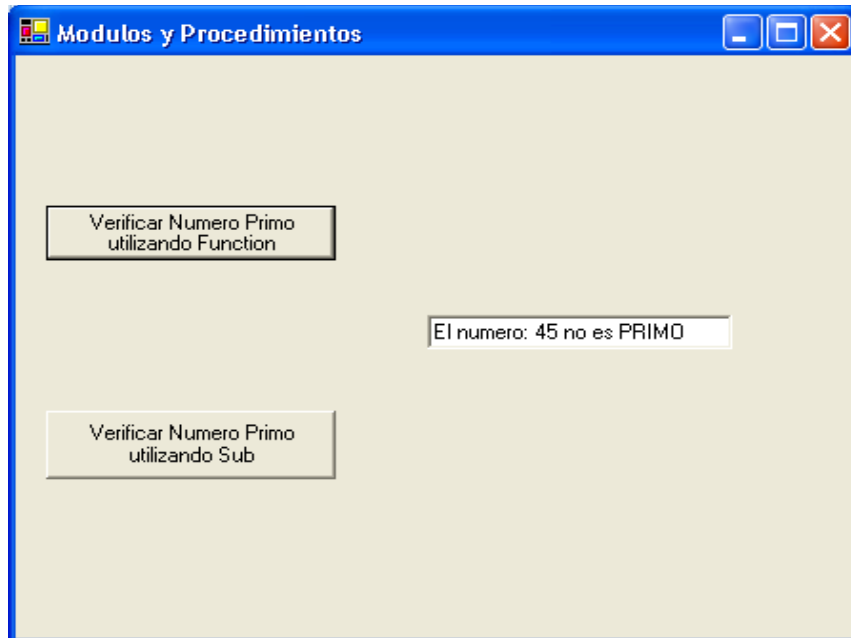 Modulos y Procedimientos
Verificar Numero Primo
utilizando Function
El numero: 45 no es PRIMO
Verificar Numero Primo
utilizando Sub